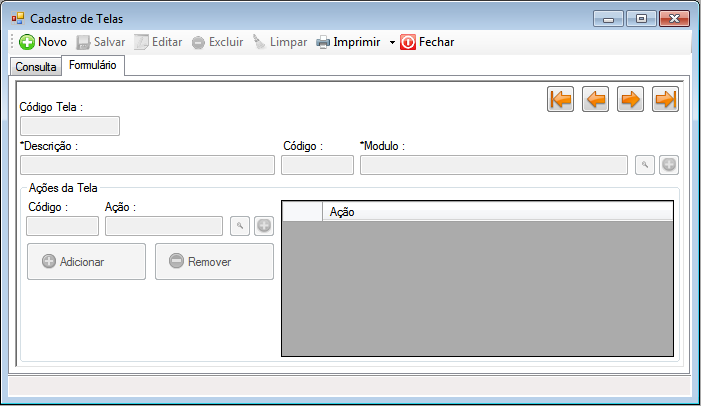 Cadastro de Telas
Novo Salvar Editar Excluir Limpar Imprimir Fechar
Consulta Formulário
Código Tela :
*Descrição : Código : *Modulo :
Ações da Tela
Código : Ação :
Ação
Adicionar Remover